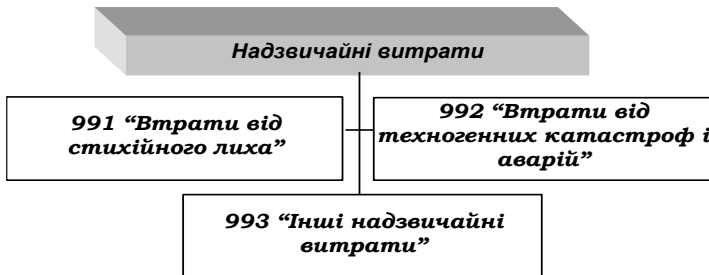 Надзвичайні витрати
991 “Втрати від
стихійного лиха”
992 “Втрати від
техногенних катастроф і
аварій”
993 “Інші надзвичайні
витрати”